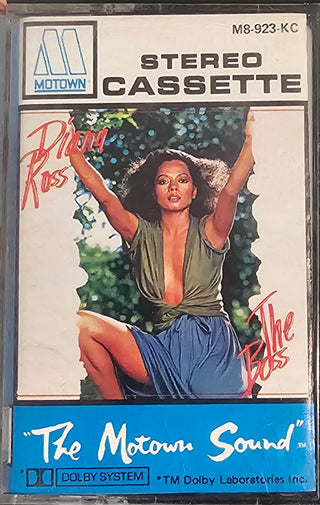 M8-923-KC
MOTOWN
STEREO
CASSETTE
Diana
Ross
The
Boss
"The Motown Sound"™
DOLBY SYSTEM
*TM Dolby Laboratories Inc.